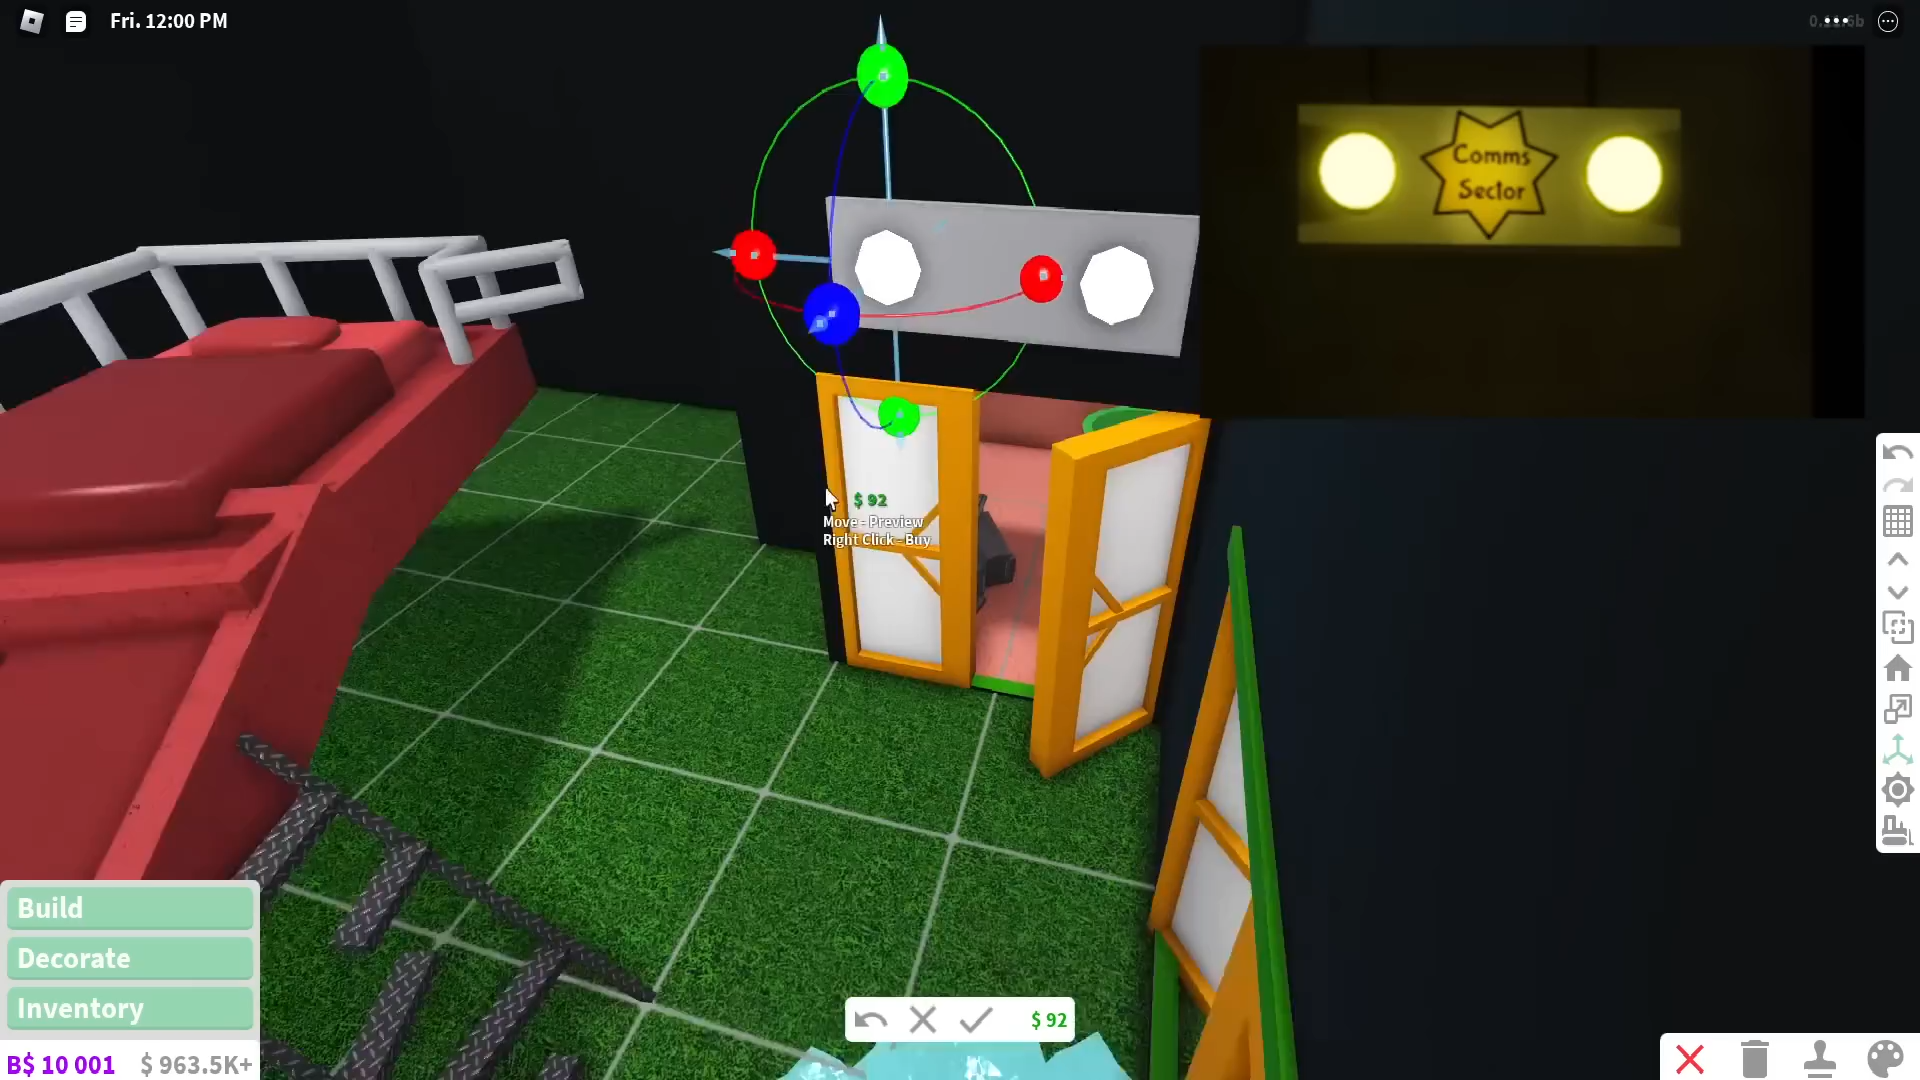 Fri. 12:00 PM
Comms
Sector
$ 92
Move - Preview
Right Click - Buy
Build
Decorate
Inventory
$ 92
B$ 10 001
$ 963.5K+